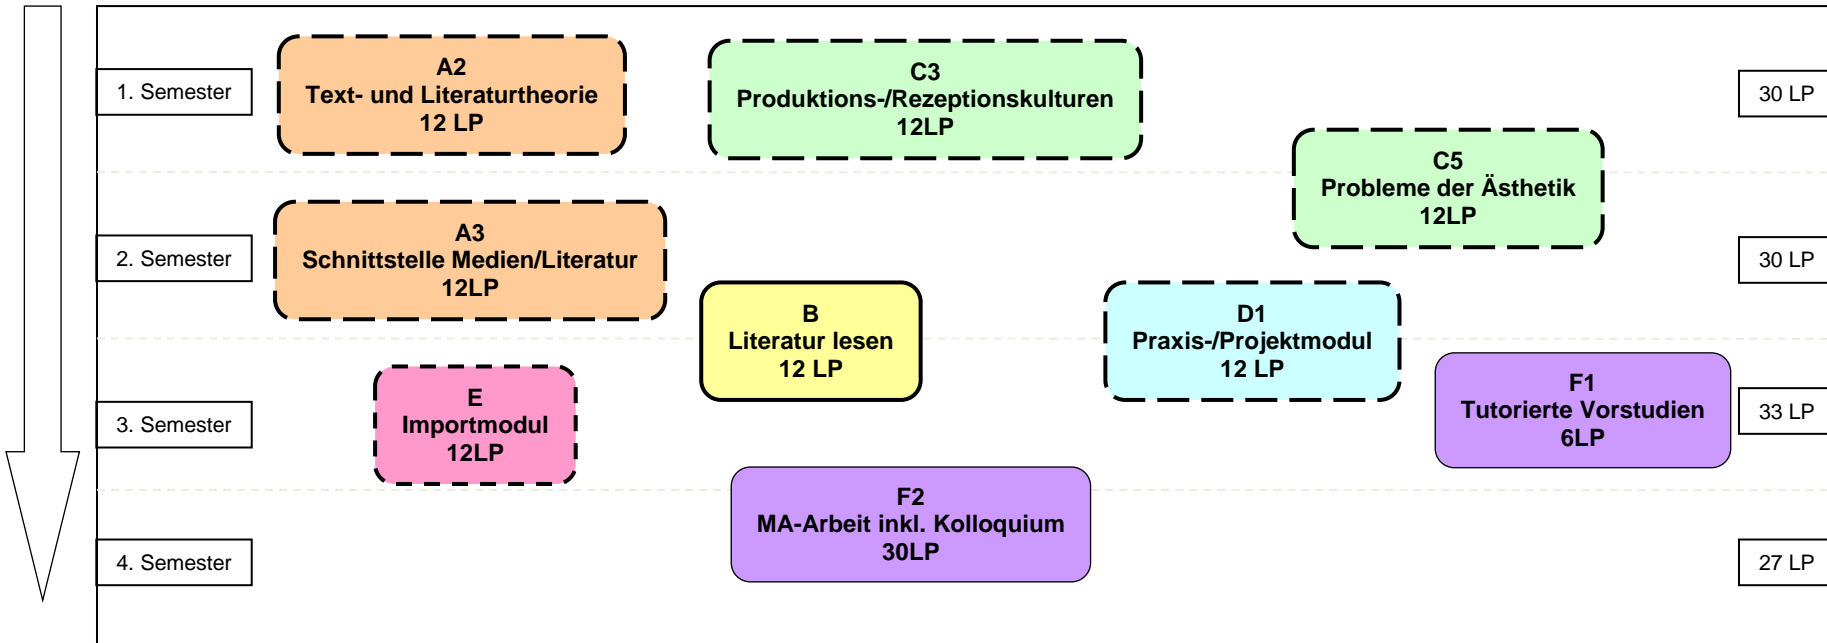 1. Semester
A2
Text- und Literaturtheorie
12 LP
C3
Produktions-/Rezeptionskulturen
12LP
30 LP
C5
Probleme der Ästhetik
12LP
2. Semester
A3
Schnittstelle Medien/Literatur
12LP
30 LP
B
Literatur lesen
12 LP
D1
Praxis-/Projektmodul
12 LP
3. Semester
E
Importmodul
12LP
F1
Tutorierte Vorstudien
6LP
33 LP
F2
MA-Arbeit inkl. Kolloquium
30LP
4. Semester
27 LP